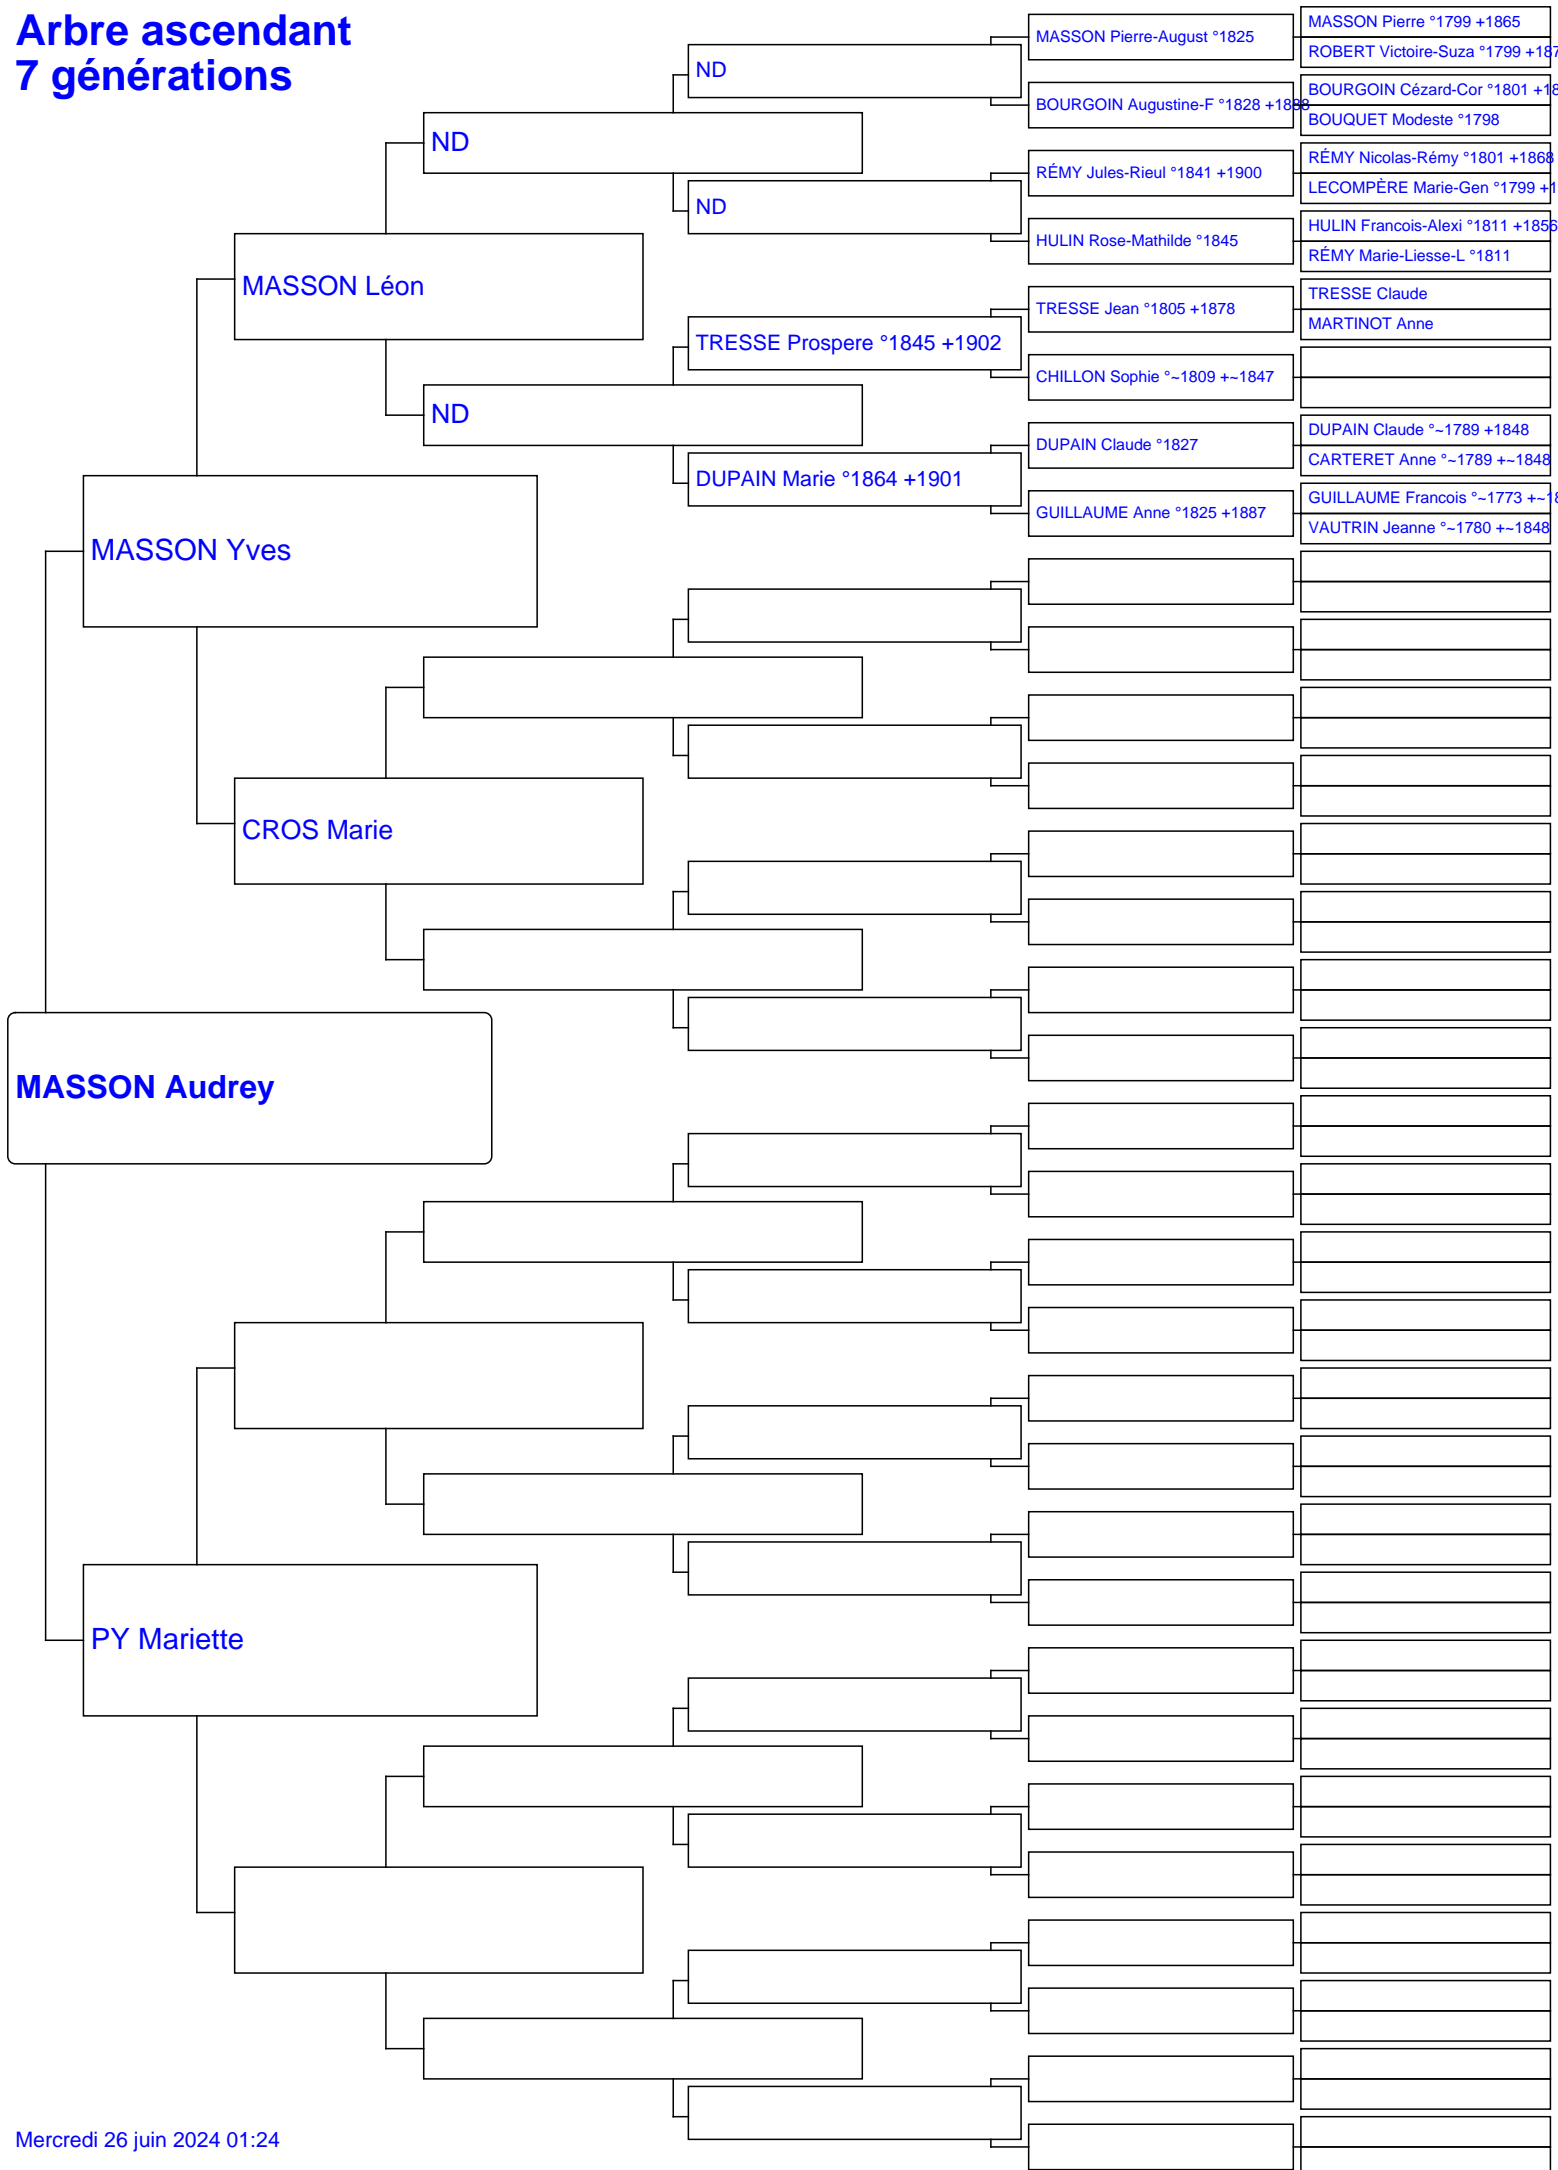 Arbre ascendant
7 générations
MASSON Pierre-August °1825
MASSON Pierre °1799 +1865
ROBERT Victoire-Suza °1799 +187
ND
BOURGOIN Augustine-F °1828 +1888
BOURGOIN Cézard-Cor °1801 +18
BOUQUET Modeste °1798
ND
RÉMY Jules-Rieul °1841 +1900
RÉMY Nicolas-Rémy °1801 +1868
LECOMPÈRE Marie-Gen °1799 +1
ND
HULIN Rose-Mathilde °1845
HULIN Francois-Alexi °1811 +1856
RÉMY Marie-Liesse-L °1811
MASSON Léon
TRESSE Jean °1805 +1878
TRESSE Claude
MARTINOT Anne
TRESSE Prospere °1845 +1902
CHILLON Sophie °~1809 +~1847
ND
DUPAIN Claude °1827
DUPAIN Claude °~1789 +1848
CARTERET Anne °~1789 +~1848
DUPAIN Marie °1864 +1901
GUILLAUME Anne °1825 +1887
GUILLAUME Francois °~1773 +~18
VAUTRIN Jeanne °~1780 +~1848
MASSON Yves
CROS Marie
MASSON Audrey
PY Mariette
Mercredi 26 juin 2024 01:24